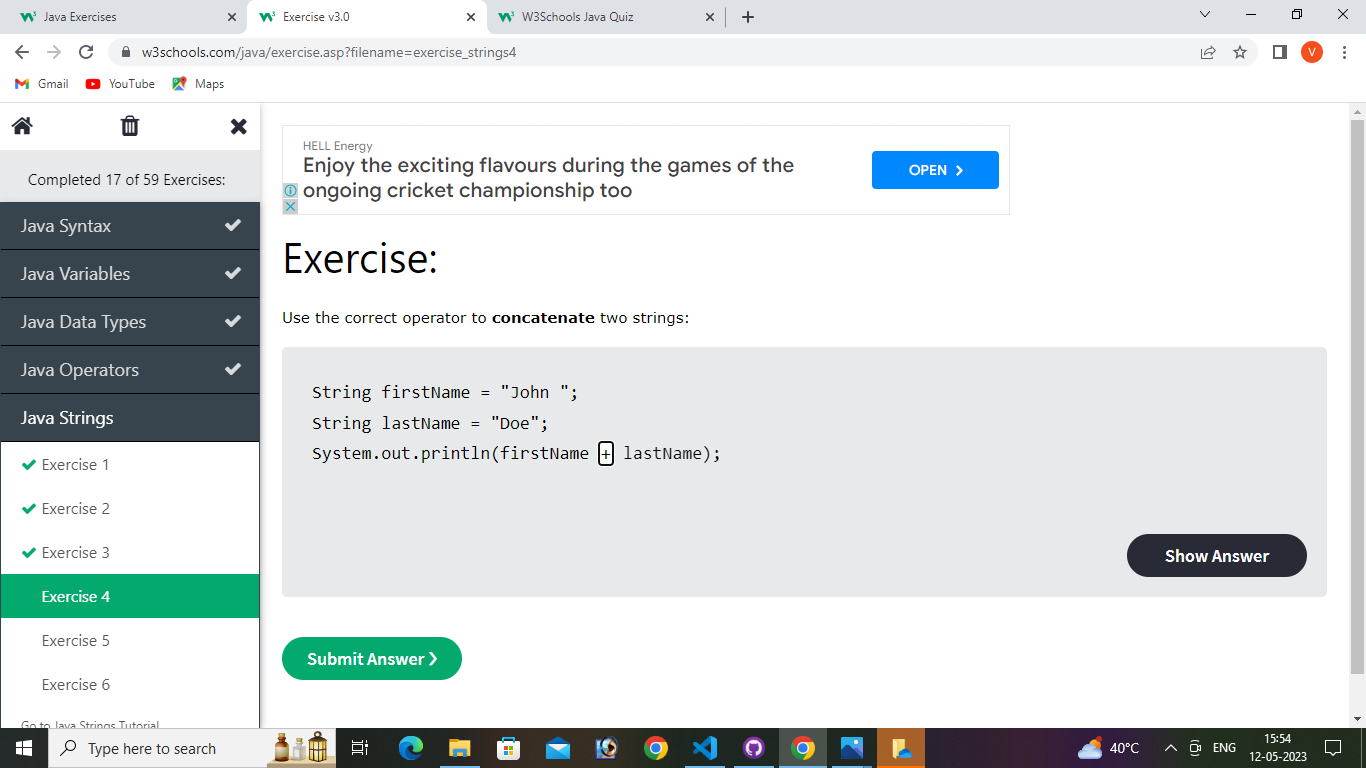 Java Exercises
Exercise v3.0
W3Schools Java Quiz
w3schools.com/java/exercise.asp?filename=exercise_strings4
V
Gmail
YouTube
Maps
Completed 17 of 59 Exercises:
Java Syntax
Java Variables
Java Data Types
Java Operators
Java Strings
Exercise 1
Exercise 2
Exercise 3
Exercise 4
Exercise 5
Exercise 6
Go to Java Strings Tutorial
HELL Energy
Enjoy the exciting flavours during the games of the
ongoing cricket championship too
OPEN
Exercise:
Use the correct operator to concatenate two strings:
String firstName = "John ";
String lastName = "Doe";
System.out.println(firstName + lastName);
Show Answer
Submit Answer ❯
Type here to search
40°C
ENG
15:54
12-05-2023